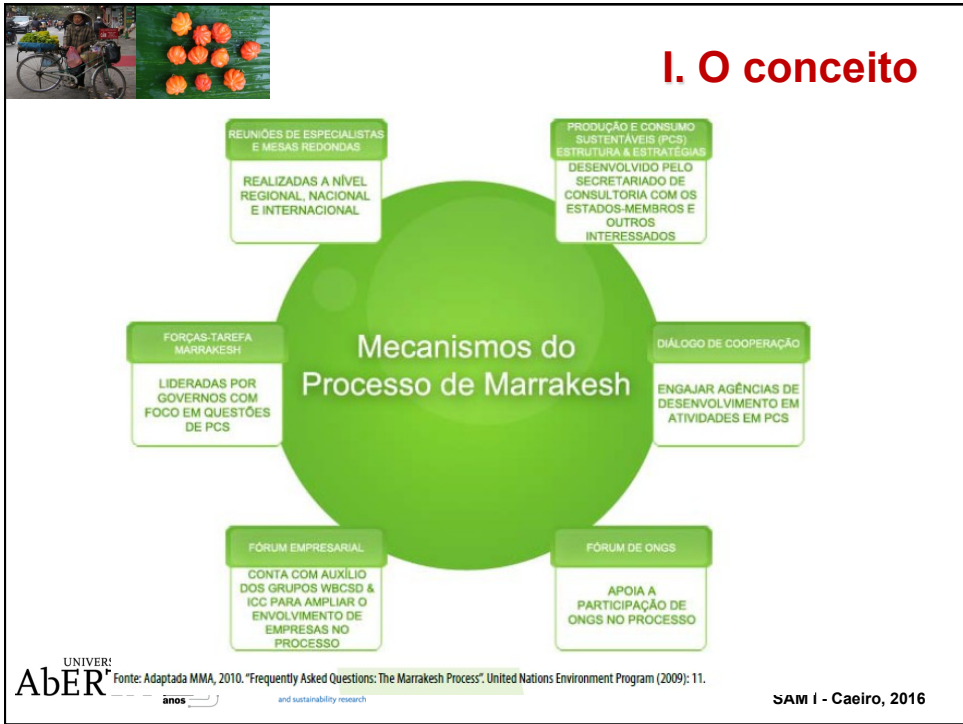 I. O conceito
REUNIÕES DE ESPECIALISTAS
E MESAS REDONDAS
REALIZADAS A NÍVEL
REGIONAL, NACIONAL
E INTERNACIONAL
PRODUÇÃO E CONSUMO
SUSTENTÁVEIS (PCS)
ESTRUTURA & ESTRATÉGIAS
DESENVOLVIDO PELO
SECRETARIADO DE
CONSULTORIA COM OS
ESTADOS-MEMBROS E
OUTROS
INTERESSADOS
FORÇAS-TAREFA
MARRAKESH
LIDERADAS POR
GOVERNOS COM
FOCO EM QUESTÕES
DE PCS
Mecanismos do
Processo de Marrakesh
DIÁLOGO DE COOPERAÇÃO
ENGAJAR AGÊNCIAS DE
DESENVOLVIMENTO EM
ATIVIDADES EM PCS
FÓRUM EMPRESARIAL
CONTA COM AUXÍLIO
DOS GRUPOS WBCSD &
ICC PARA AMPLIAR O
ENVOLVIMENTO DE
EMPRESAS NO
PROCESSO
FÓRUM DE ONGS
APOIA A
PARTICIPAÇÃO DE
ONGS NO PROCESSO
Fonte: Adaptada MMA, 2010. “Frequently Asked Questions: The Marrakesh Process”. United Nations Environment Program (2009): 11.
anos
and sustainability research
SAM I - Caeiro, 2016